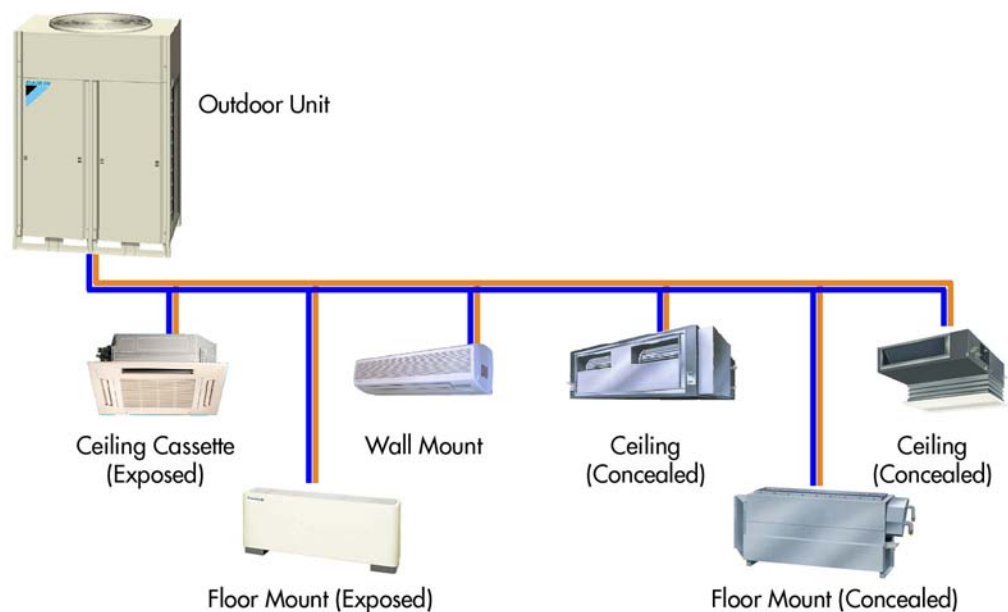 Outdoor Unit
Ceiling Cassette
(Exposed)
Wall Mount
Ceiling
(Concealed)
Ceiling
(Concealed)
Floor Mount (Exposed)
Floor Mount (Concealed)